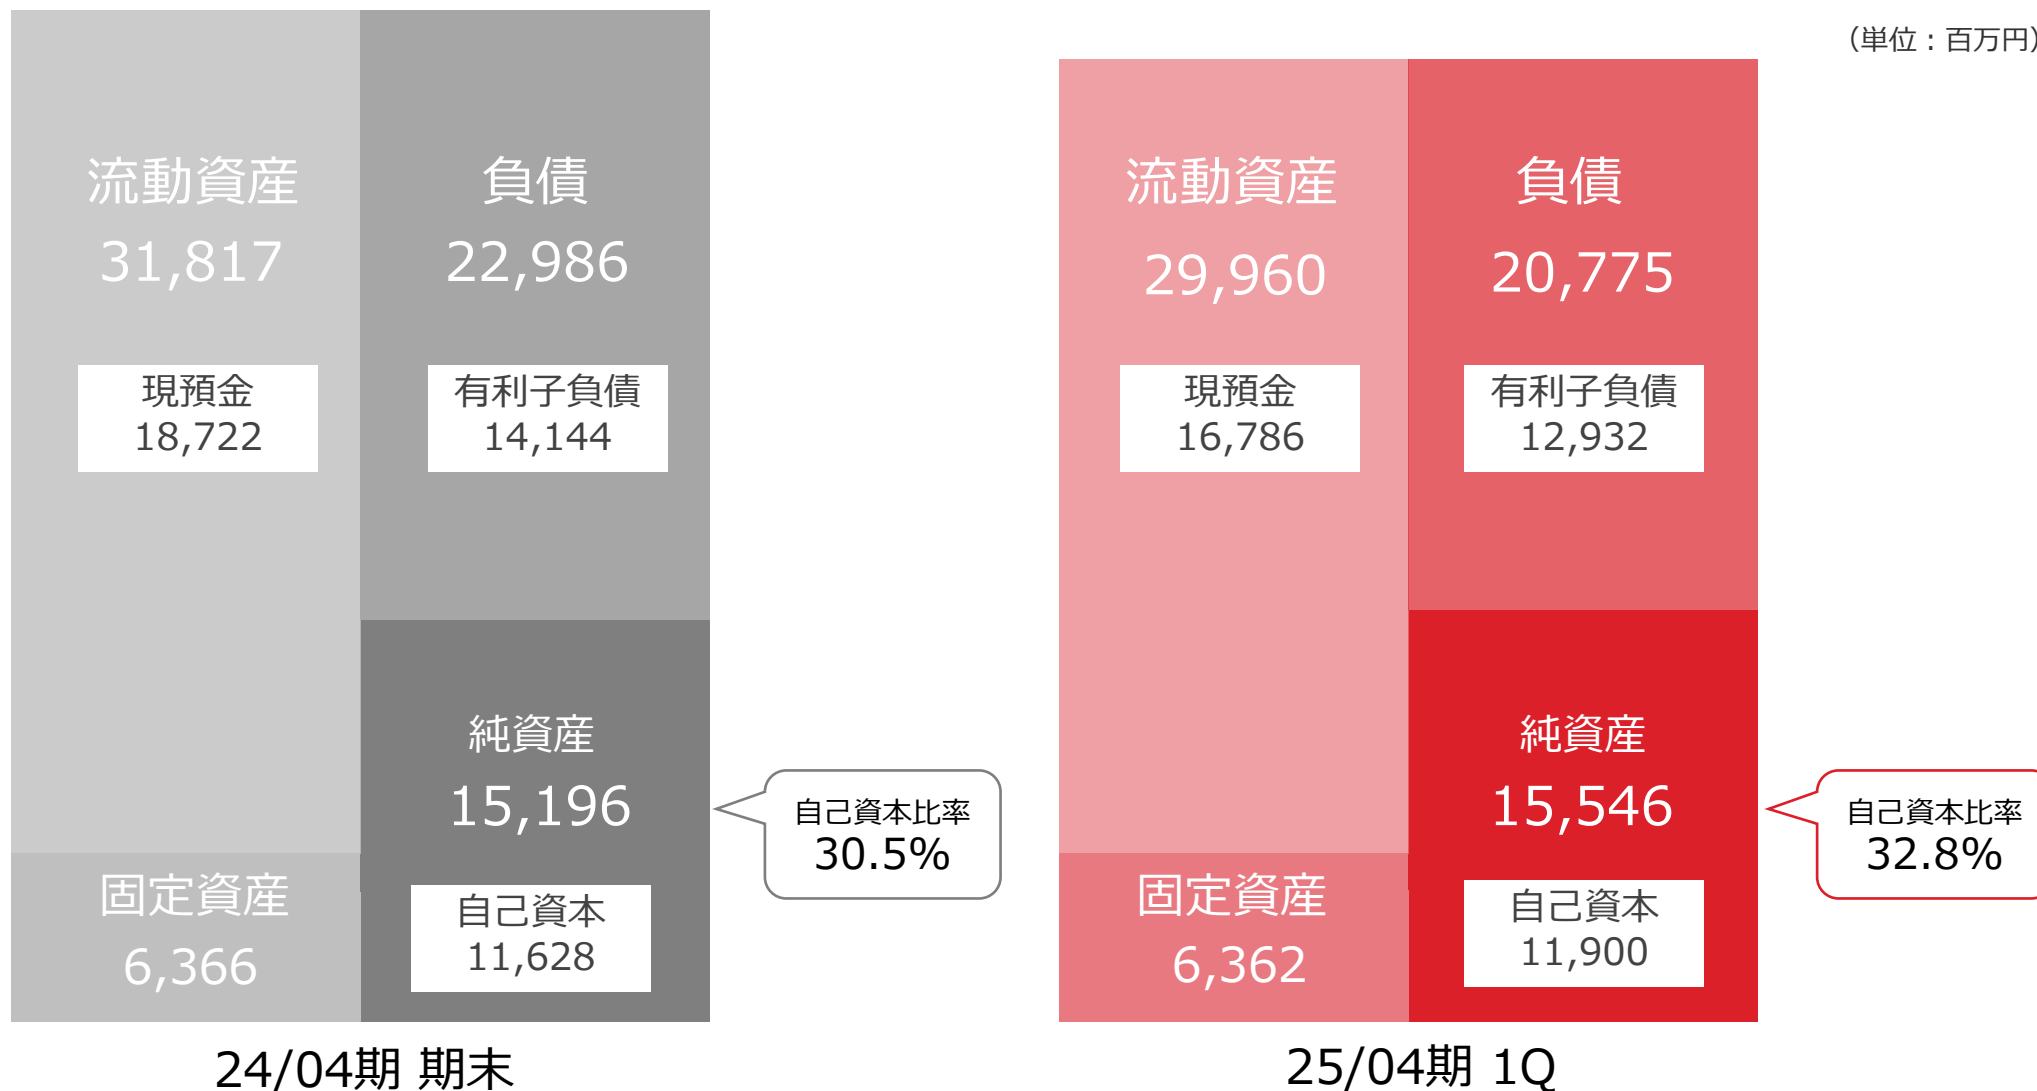 （単位：百万円）
流動資産
31,817
現預金
18,722
固定資産
6,366
負債
22,986
有利子負債
14,144
純資産
15,196
自己資本
11,628
自己資本比率
30.5%
24/04期 期末
流動資産
29,960
現預金
16,786
固定資産
6,362
負債
20,775
有利子負債
12,932
純資産
15,546
自己資本
11,900
自己資本比率
32.8%
25/04期 1Q